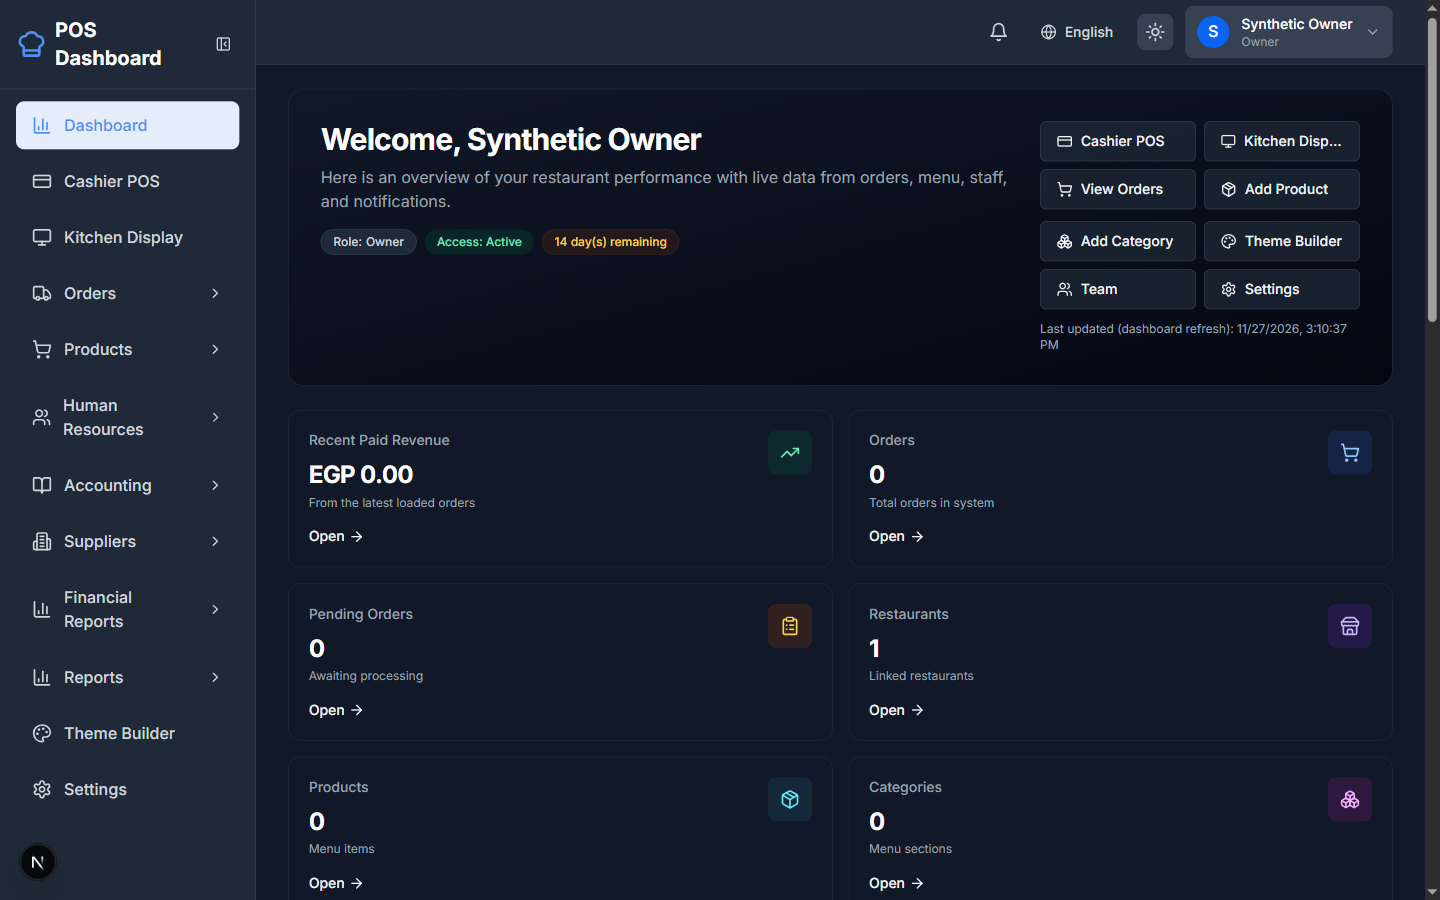 POS
Dashboard
Dashboard
Cashier POS
Kitchen Display
Orders
Products
Human
Resources
Accounting
Suppliers
Financial
Reports
Reports
Theme Builder
Settings
N
English
S
Synthetic Owner
Owner
Welcome, Synthetic Owner
Here is an overview of your restaurant performance with live data from orders, menu, staff,
and notifications.
Role: Owner
Access: Active
14 day(s) remaining
Cashier POS
Kitchen Disp...
View Orders
Add Product
Add Category
Theme Builder
Team
Settings
Last updated (dashboard refresh): 11/27/2026, 3:10:37
PM
Recent Paid Revenue
EGP 0.00
From the latest loaded orders
Open
Orders
0
Total orders in system
Open
Pending Orders
0
Awaiting processing
Open
Restaurants
1
Linked restaurants
Open
Products
0
Menu items
Open
Categories
0
Menu sections
Open